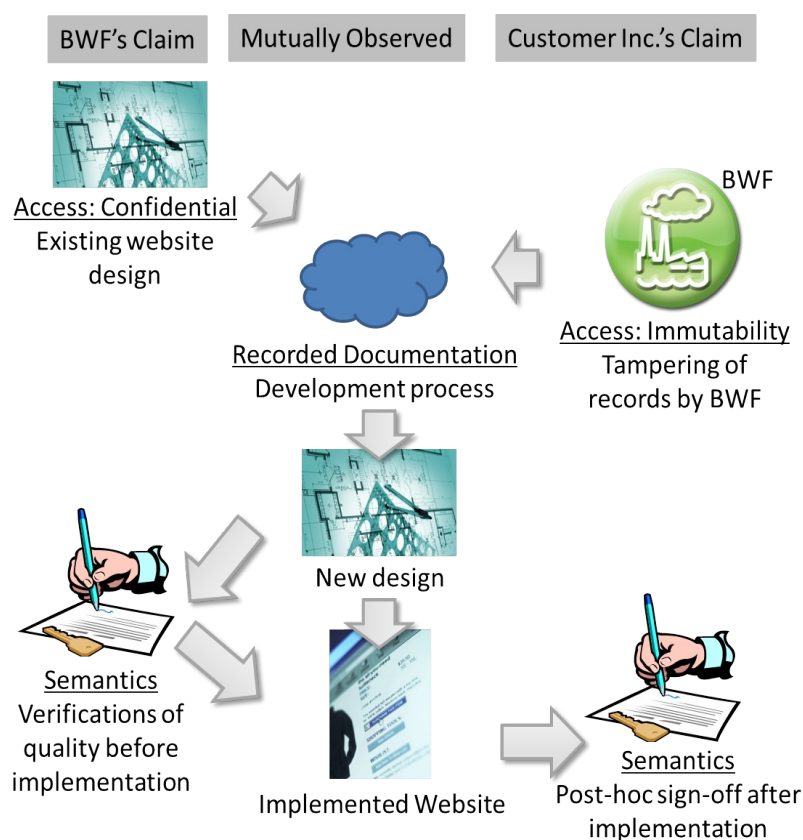 BWF's Claim
Mutually Observed
Customer Inc.'s Claim
BWF
Access: Confidential
Existing website
design
Access: Immutability
Tampering of
records by BWF
Recorded Documentation
Development process
New design
Semantics
Verifications of
quality before
implementation
Implemented Website
Semantics
Post-hoc sign-off after
implementation